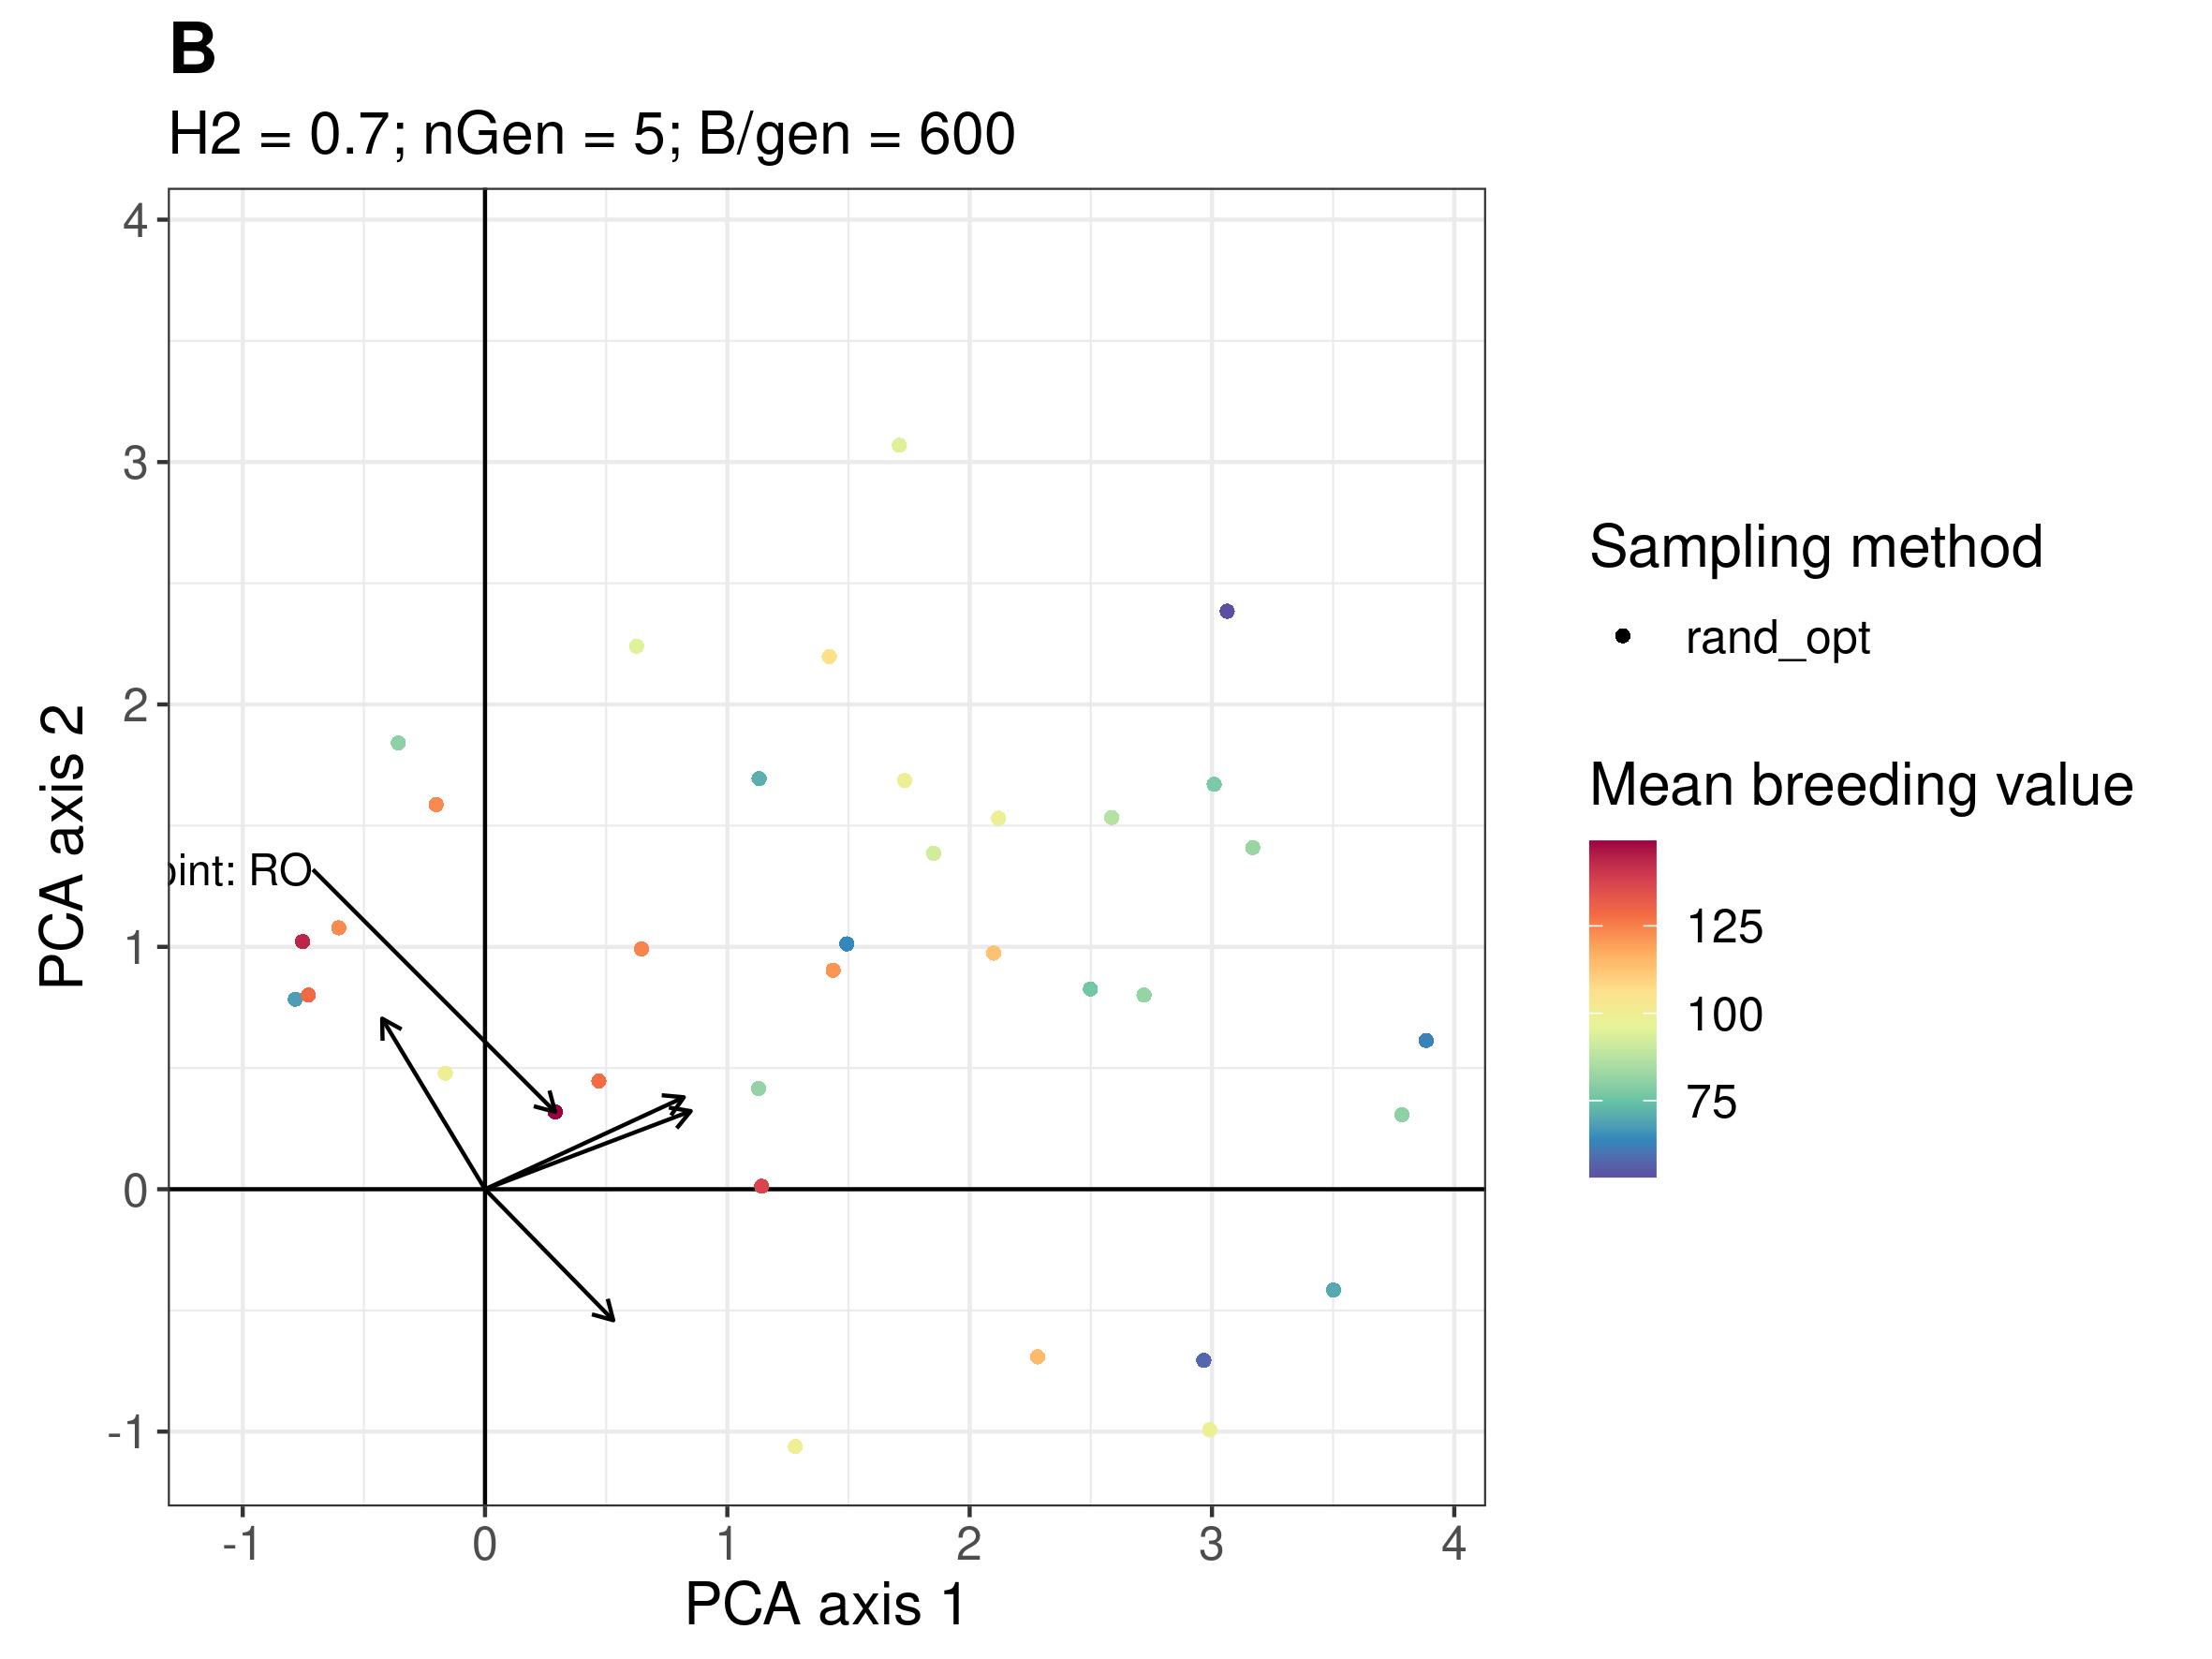 B
H2 = 0.7; nGen = 5; B/gen = 600
4
3
2
1
0
-1
PCA axis 2
oint: RO
-1 0 1 2 3 4
PCA axis 1
Sampling method
rand_opt
Mean breeding value
125
100
75